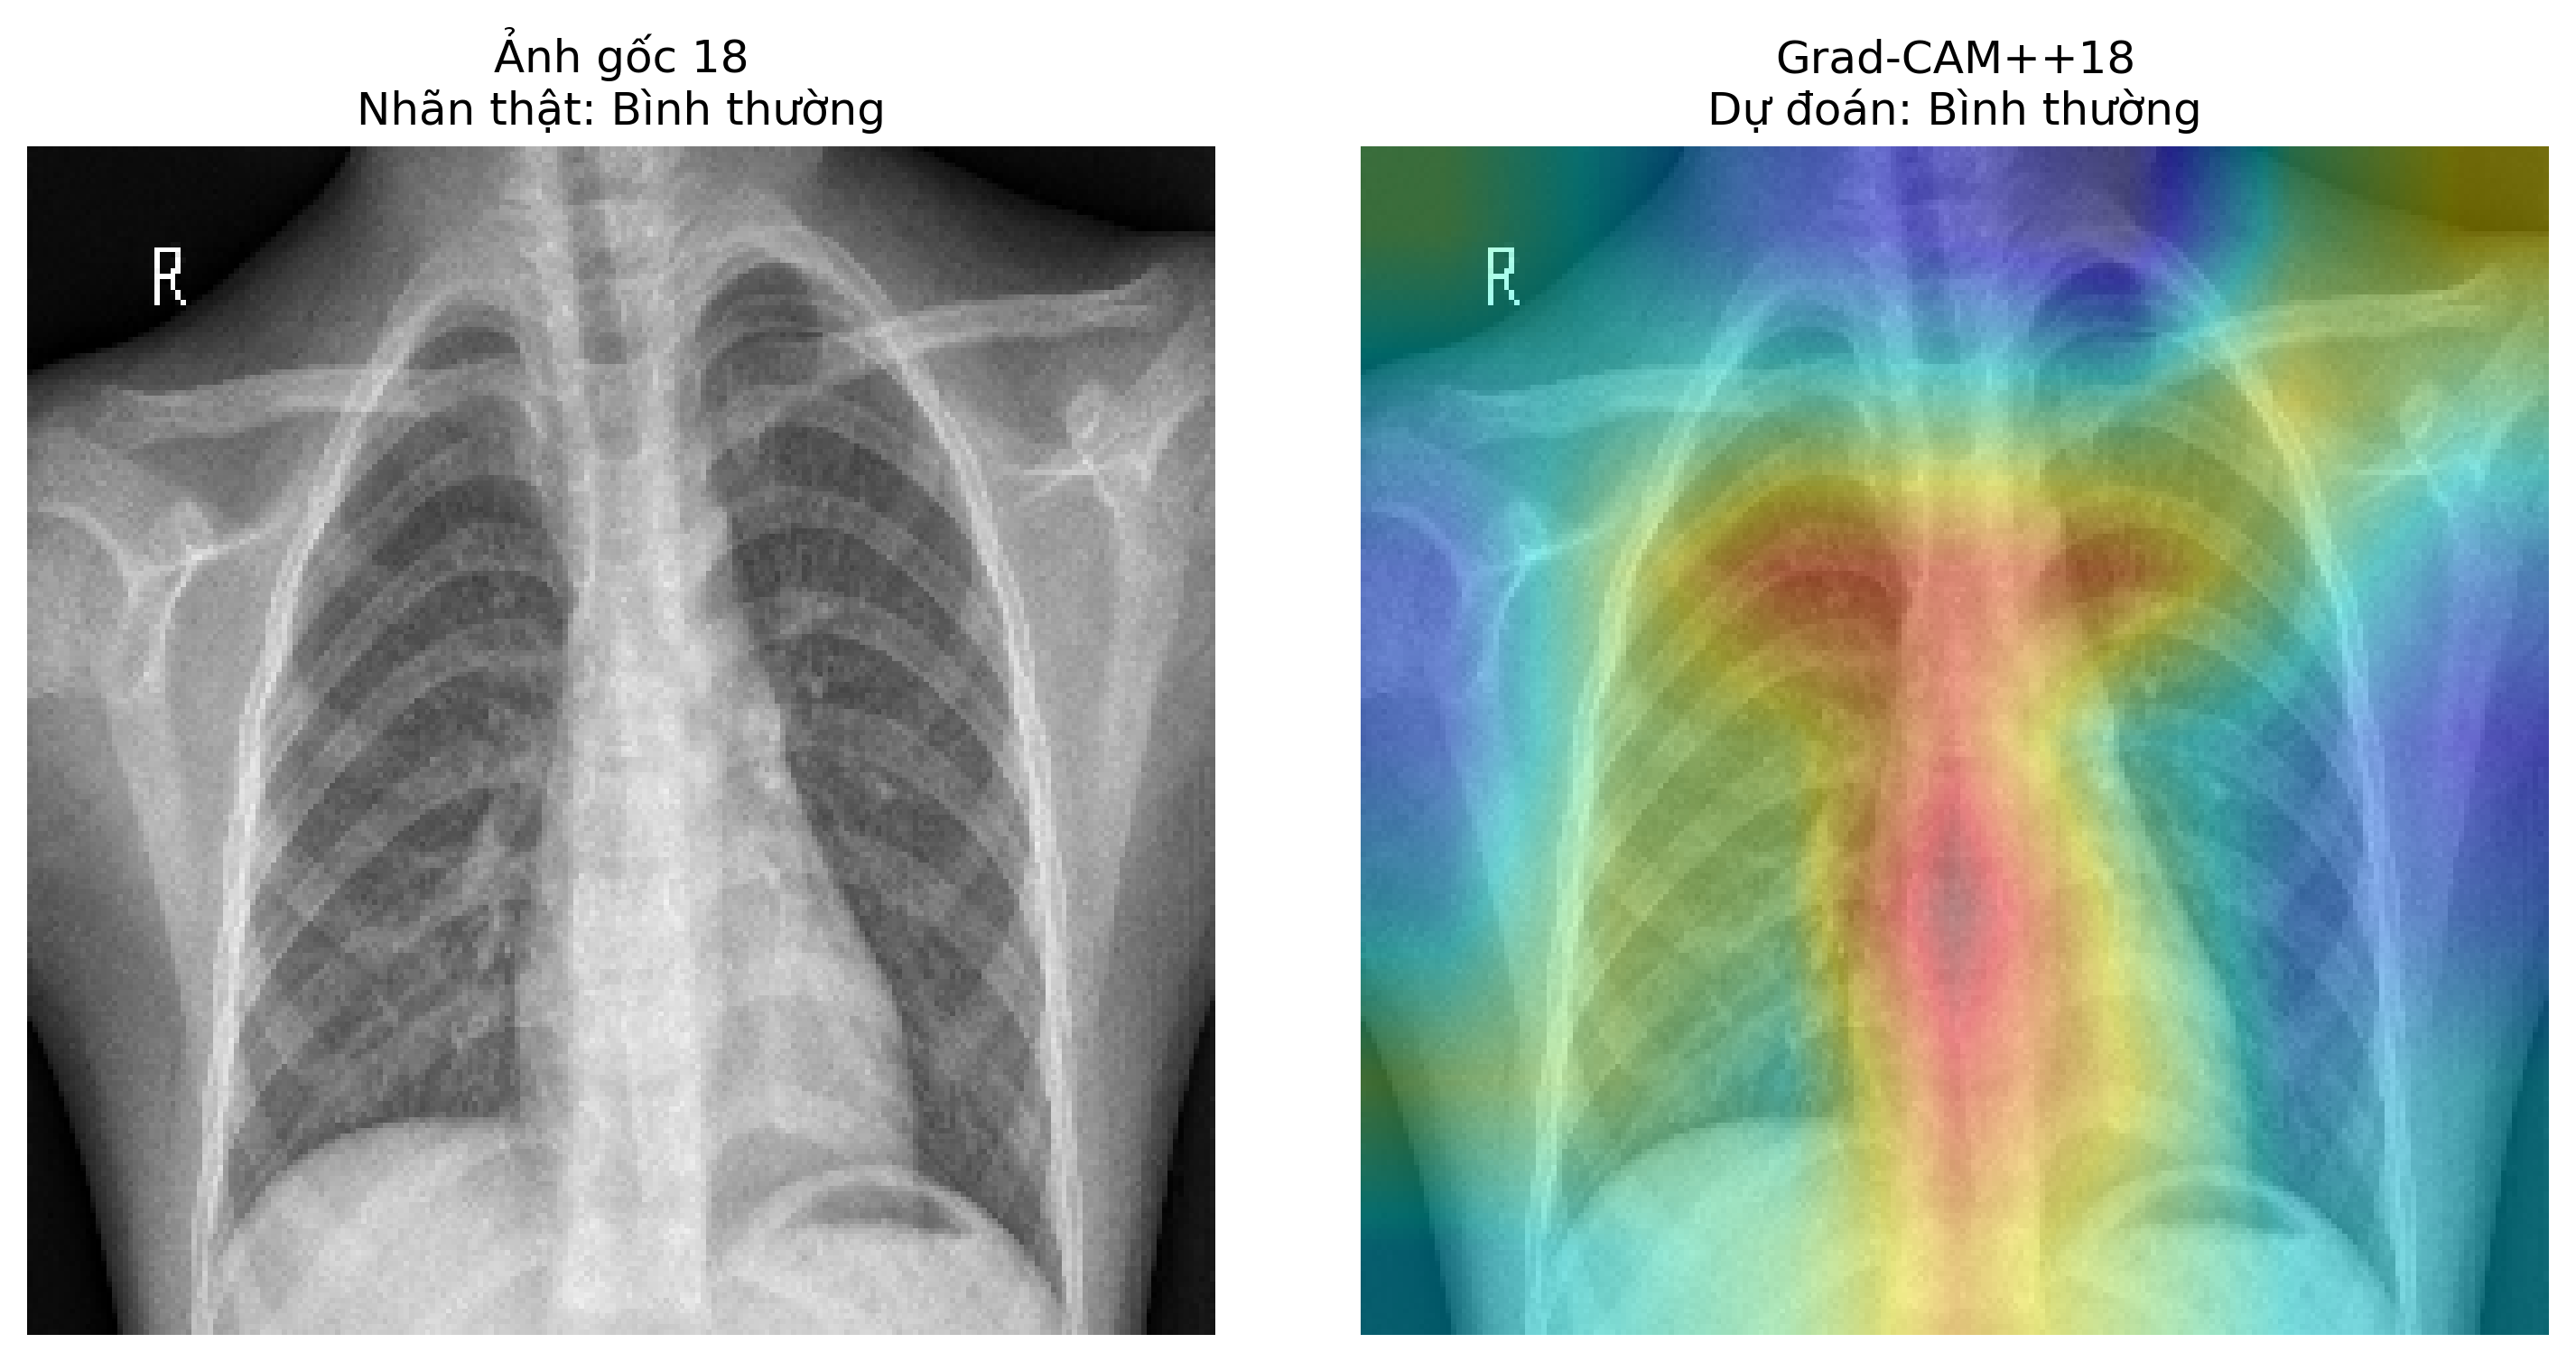 Ảnh gốc 18
Nhãn thật: Bình thường
Grad-CAM++18
Dự đoán: Bình thường
R
R